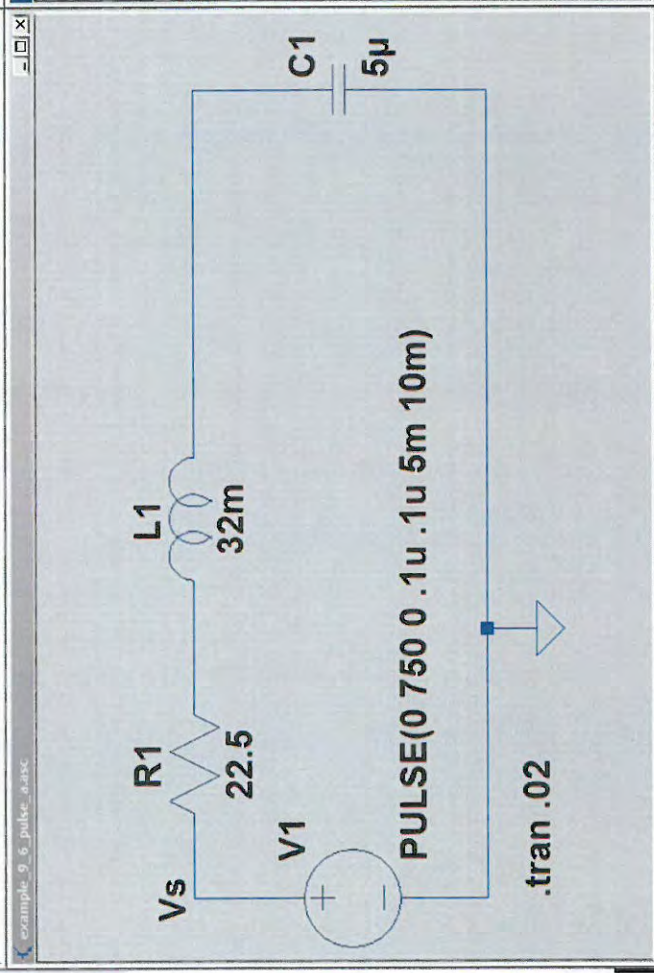 example_9_6_pulse_a.asc
R1
22.5
L1
32m
C1
5µ
Vs
V1
PULSE(0 750 0 .1u .1u 5m 10m)
.tran .02